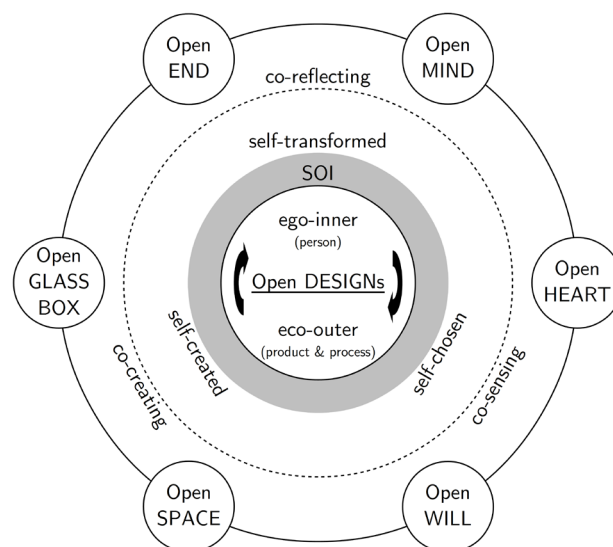 Open
END
Open
MIND
co-reflecting
self-transformed
SOI
ego-inner
(person)
Open
GLASS
BOX
Open DESIGNs
Open
HEART
eco-outer
(product & process)
self-created
self-chosen
co-creating
co-sensing
Open
SPACE
Open
WILL